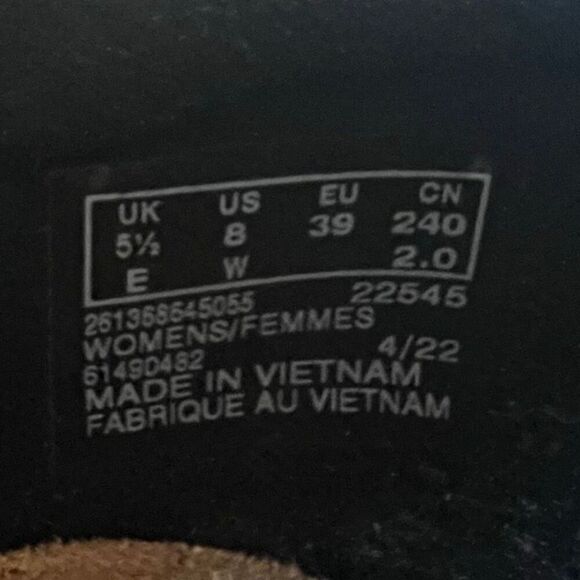 UK US EU CN
5½ 8 39 240
E W 2.0
261368645055 22545
WOMENS/FEMMES
6149D482 4/22
MADE IN VIETNAM
FABRIQUE AU VIETNAM